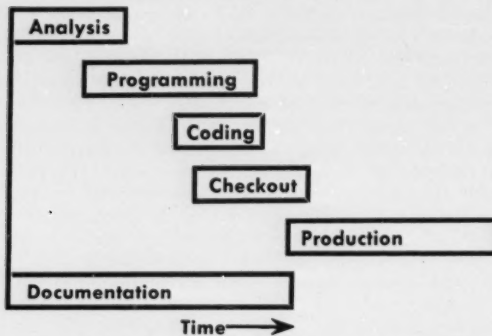 Analysis
Programming
Coding
Checkout
Production
Documentation
Time